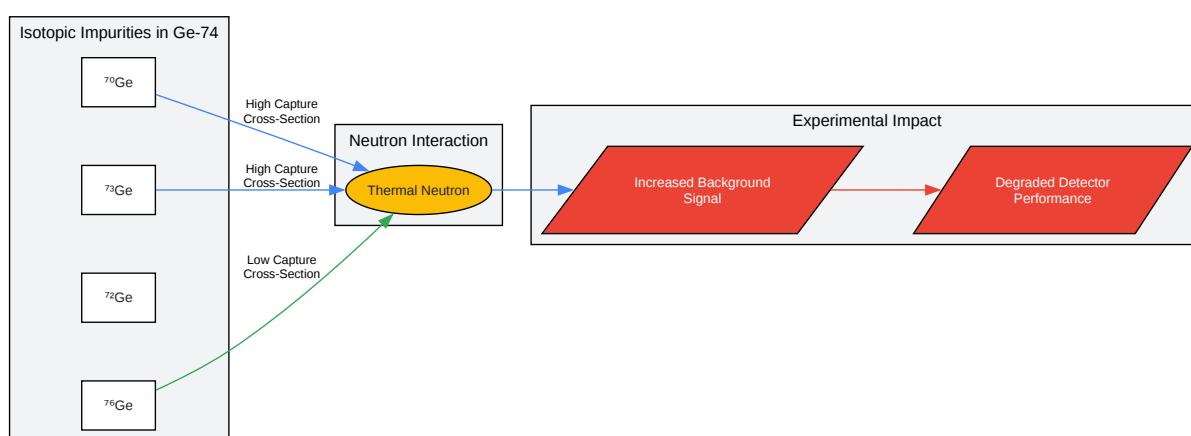 Isotopic Impurities in Ge-74
⁷⁰Ge
⁷³Ge
⁷²Ge
⁷⁶Ge
High Capture
Cross-Section
High Capture
Cross-Section
Low Capture
Cross-Section
Neutron Interaction
Thermal Neutron
Experimental Impact
Increased Background
Signal
Degraded Detector
Performance